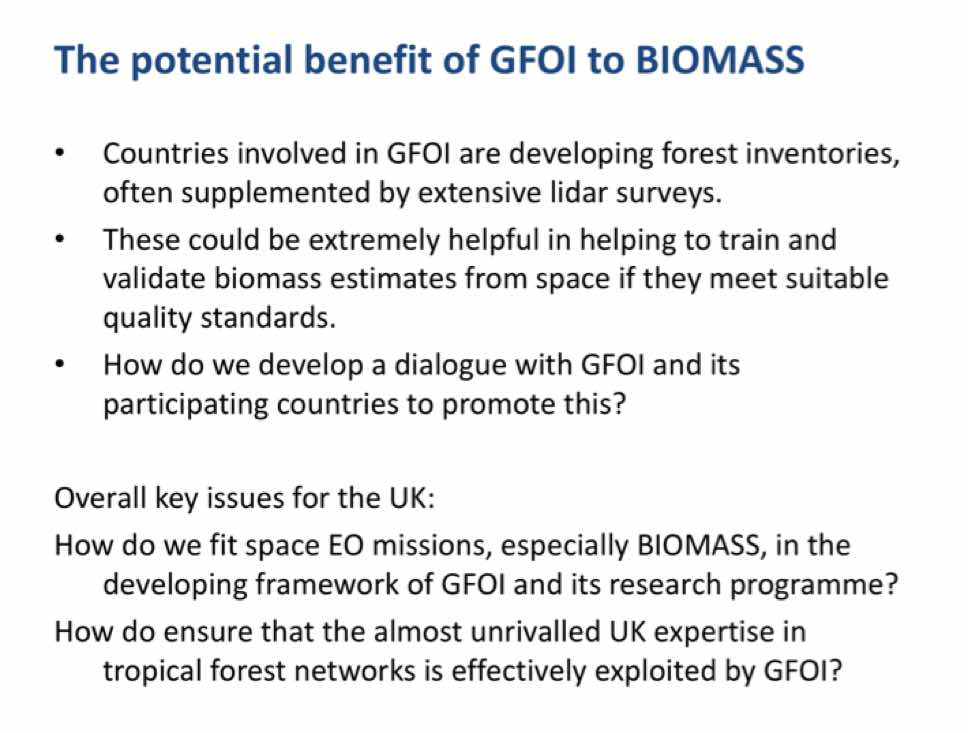 The potential benefit of GFOI to BIOMASS
• Countries involved in GFOI are developing forest inventories,
often supplemented by extensive lidar surveys.
• These could be extremely helpful in helping to train and
validate biomass estimates from space if they meet suitable
quality standards.
• How do we develop a dialogue with GFOI and its
participating countries to promote this?
Overall key issues for the UK:
How do we fit space EO missions, especially BIOMASS, in the
developing framework of GFOI and its research programme?
How do ensure that the almost unrivalled UK expertise in
tropical forest networks is effectively exploited by GFOI?